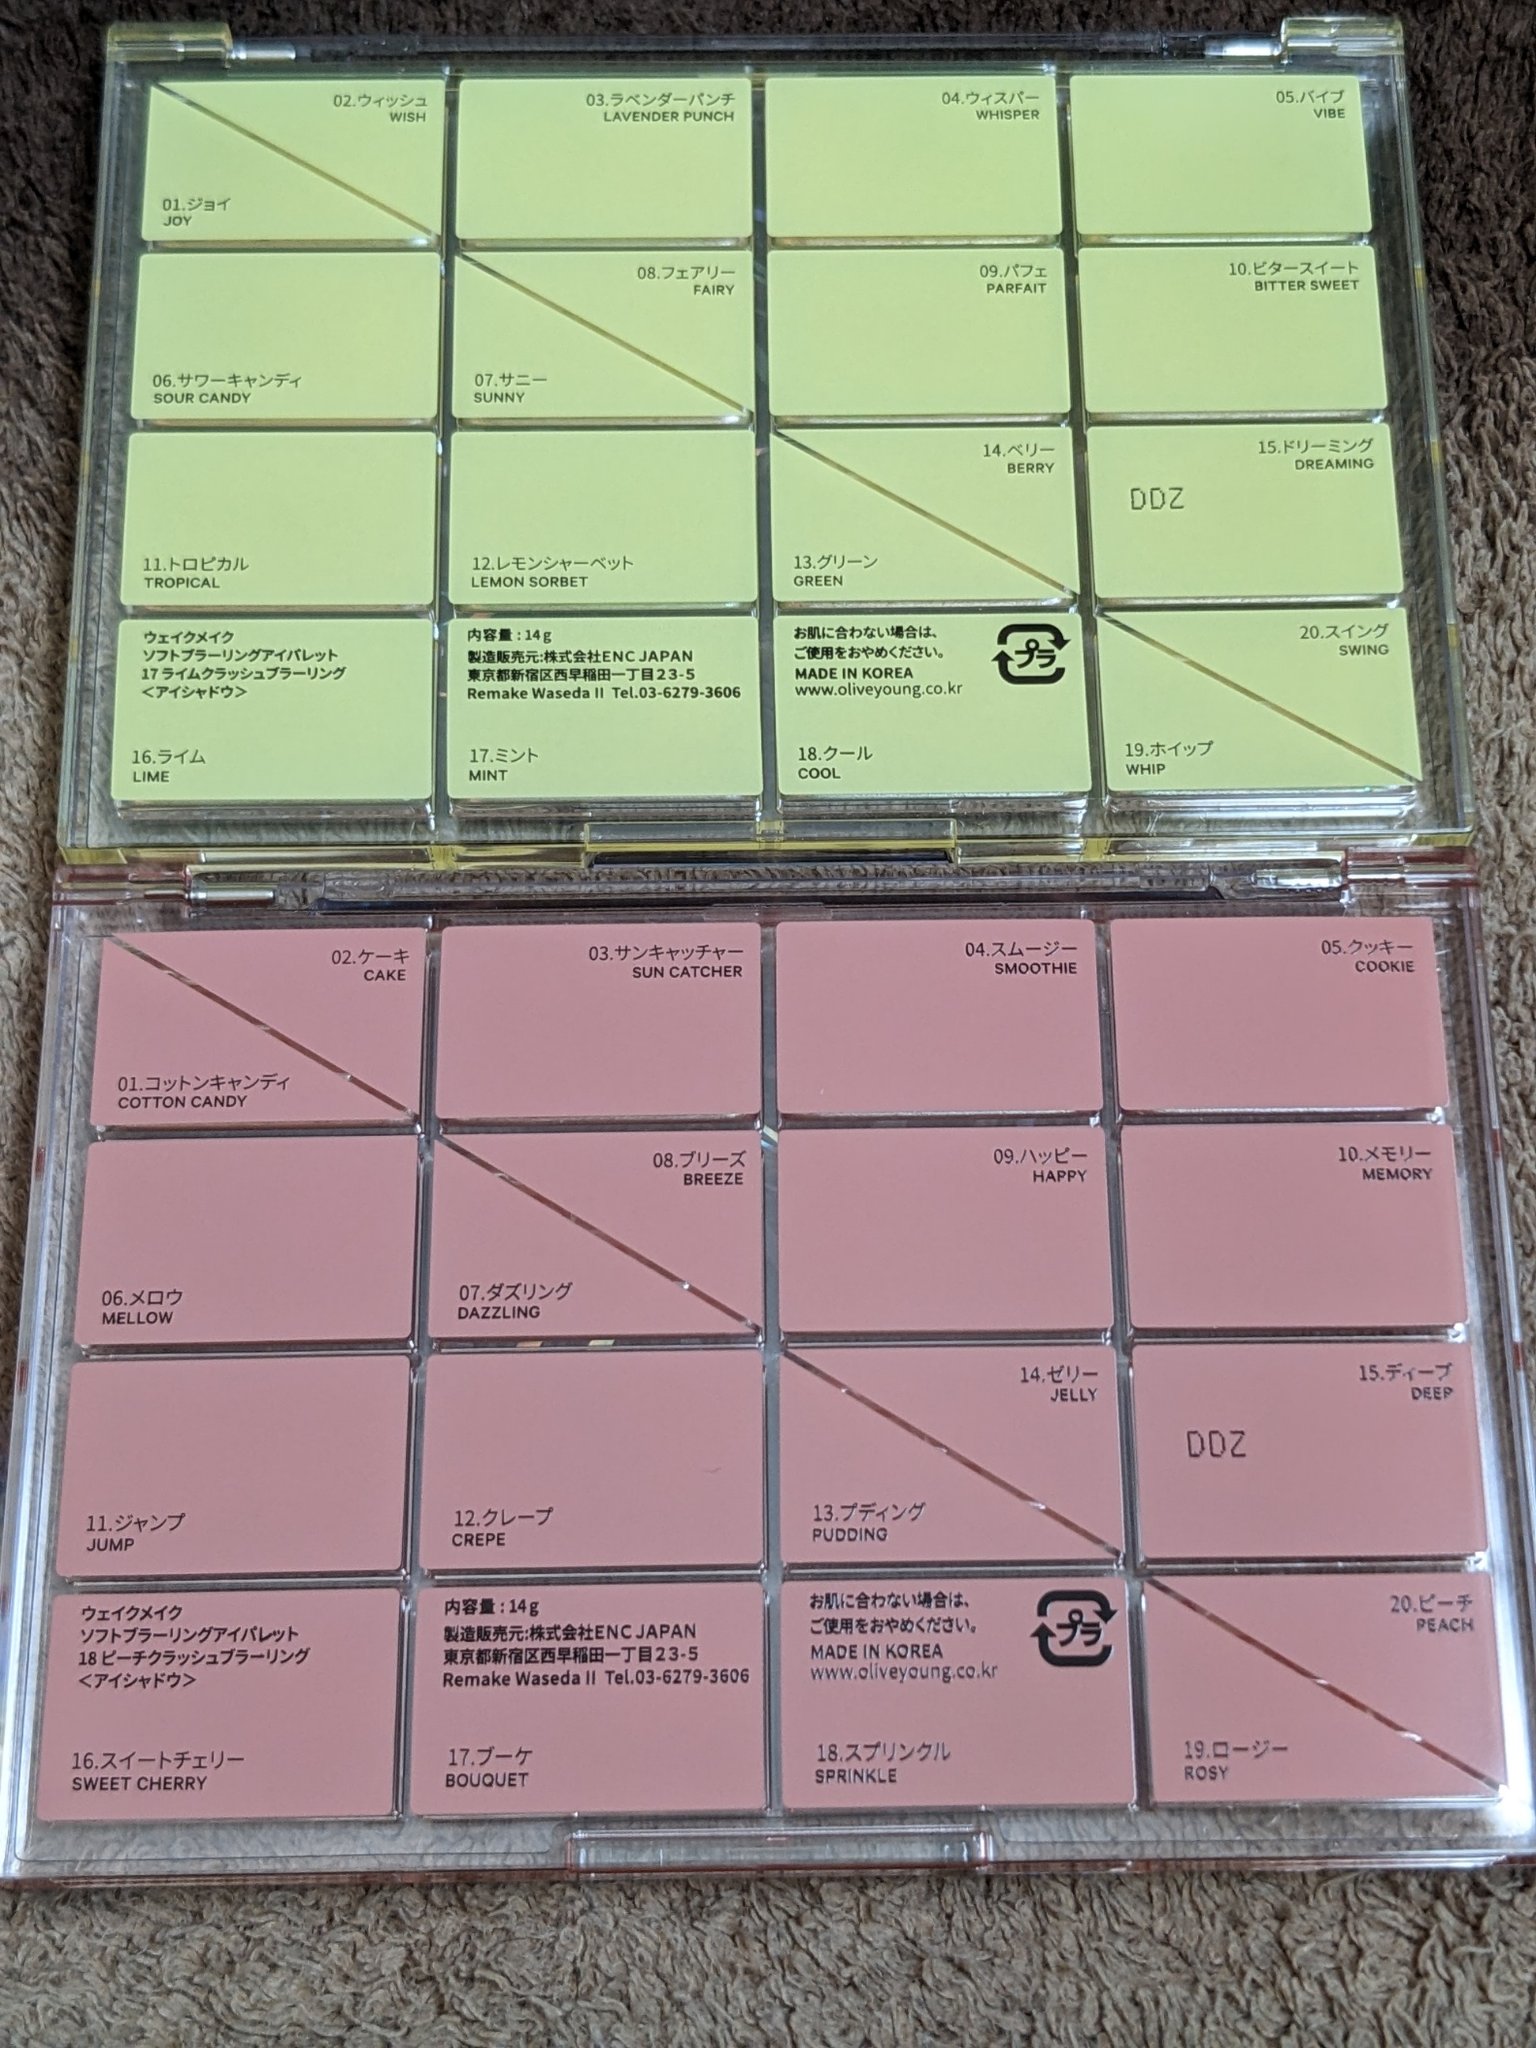 02.ウィッシュ
WISH
01.ジョイ
JOY
03.ラベンダーパンチ
LAVENDER PUNCH
04.ウィスパー
WHISPER
05.バイブ
VIBE
06.サワーキャンディ
SOUR CANDY
08.フェアリー
FAIRY
07.サニー
SUNNY
09.パフェ
PARFAIT
10.ビタースイート
BITTER SWEET
11.トロピカル
TROPICAL
12.レモンシャーベット
LEMON SORBET
14.ベリー
BERRY
13.グリーン
GREEN
15.ドリーミング
DREAMING
DDZ
ウェイクメイク
ソフトブラーリングアイパレット
17 ライムクラッシュブラーリング
<アイシャドウ>
16.ライム
LIME
内容量 : 14g
製造販売元:株式会社ENC JAPAN
東京都新宿区西早稲田一丁目23-5
Remake Waseda II Tel.03-6279-3606
17.ミント
MINT
お肌に合わない場合は、
ご使用をおやめください。
MADE IN KOREA
www.oliveyoung.co.kr
プラ
18.クール
COOL
20.スイング
SWING
19.ホイップ
WHIP
02.ケーキ
CAKE
01.コットンキャンディ
COTTON CANDY
03.サンキャッチャー
SUN CATCHER
04.スムージー
SMOOTHIE
05.クッキー
COOKIE
06.メロウ
MELLOW
08.ブリーズ
BREEZE
07.ダズリング
DAZZLING
09.ハッピー
HAPPY
10.メモリー
MEMORY
11.ジャンプ
JUMP
12.クレープ
CREPE
14.ゼリー
JELLY
13.プディング
PUDDING
15.ディープ
DEEP
DDZ
ウェイクメイク
ソフトブラーリングアイパレット
18 ピーチクラッシュブラーリング
<アイシャドウ>
16.スイートチェリー
SWEET CHERRY
内容量 : 14g
製造販売元:株式会社ENC JAPAN
東京都新宿区西早稲田一丁目23-5
Remake Waseda II Tel.03-6279-3606
17.ブーケ
BOUQUET
お肌に合わない場合は、
ご使用をおやめください。
MADE IN KOREA
www.oliveyoung.co.kr
プラ
18.スプリンクル
SPRINKLE
20.ピーチ
PEACH
19.ロージー
ROSY